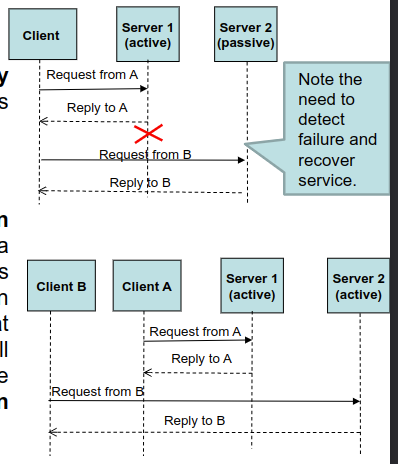 Client
Server 1
(active)
Server 2
(passive)
y
Request from A
s
Reply to A
Note the
need to
detect
failure and
recover
service.
Request from B
Reply to B
n
a
s
n
Client B
Client A
Server 1
(active)
Server 2
(active)
at
ll
Request from A
e
Reply to A
n
Request from B
Reply to B